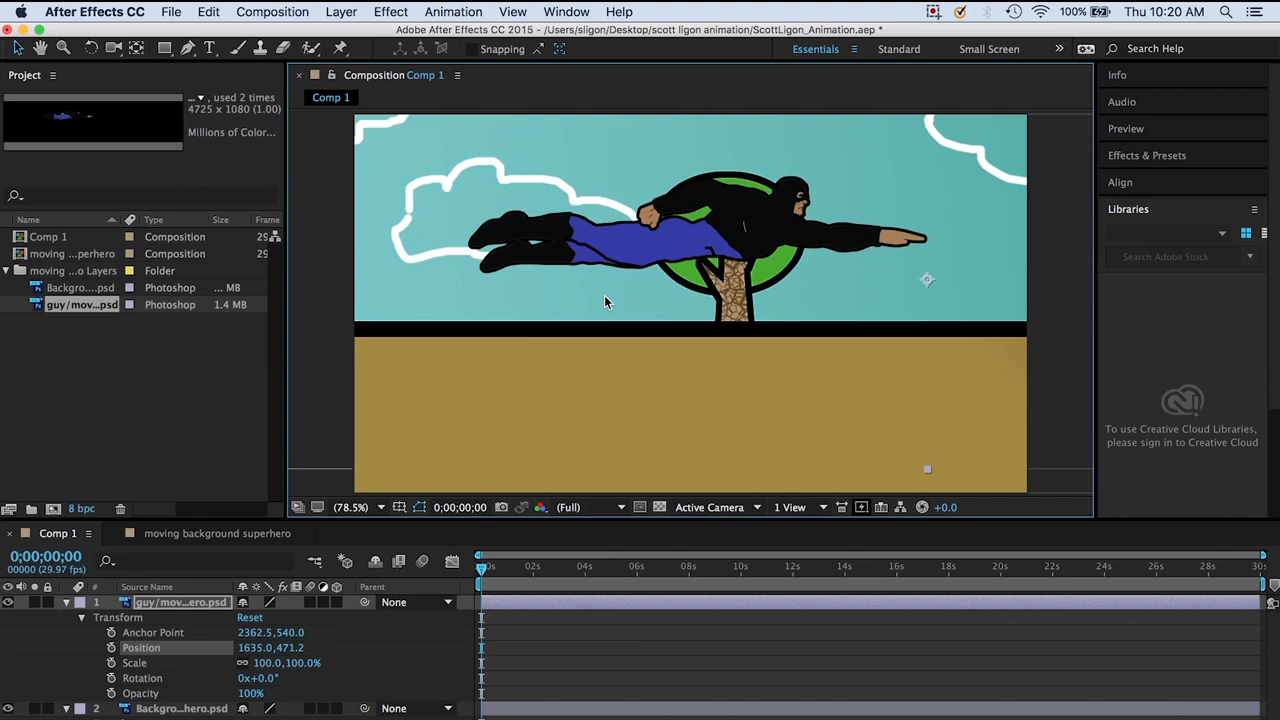 After Effects CC File Edit Composition Layer Effect Animation View Window Help 100% Thu 10:20 AM
Adobe After Effects CC 2015 - /Users/sligon/Desktop/scott ligon animation/ScottLigon_Animation.aep *
Snapping Essentials Standard Small Screen Search Help
Project
Composition Comp 1
Info
Comp 1
, used 2 times
4725 x 1080 (1.00)
Millions of Color...
Audio
Preview
Effects & Presets
Align
Libraries
Name Type Size Frame
Comp 1 Composition 29
moving ...perhero Composition 29
moving ...o Layers Folder
Backgro....psd Photoshop ... MB
guy/mov...psd Photoshop 1.4 MB
Search Adobe Stock
To use Creative Cloud Libraries,
please sign in to Creative Cloud
8 bpc
(78.5%) 0;00;00;00 (Full) Active Camera 1 View +0.0
Comp 1 moving background superhero
0;00;00;00
00000 (29.97 fps)
00s 02s 04s 06s 08s 10s 12s 14s 16s 18s 20s 22s 24s 26s 28s 30s
# Source Name Parent
1 guy/mov...ero.psd None
Transform Reset
Anchor Point 2362.5,540.0
Position 1635.0,471.2
Scale 100.0,100.0%
Rotation 0x+0.0°
Opacity 100%
2 Backgro...hero.psd None